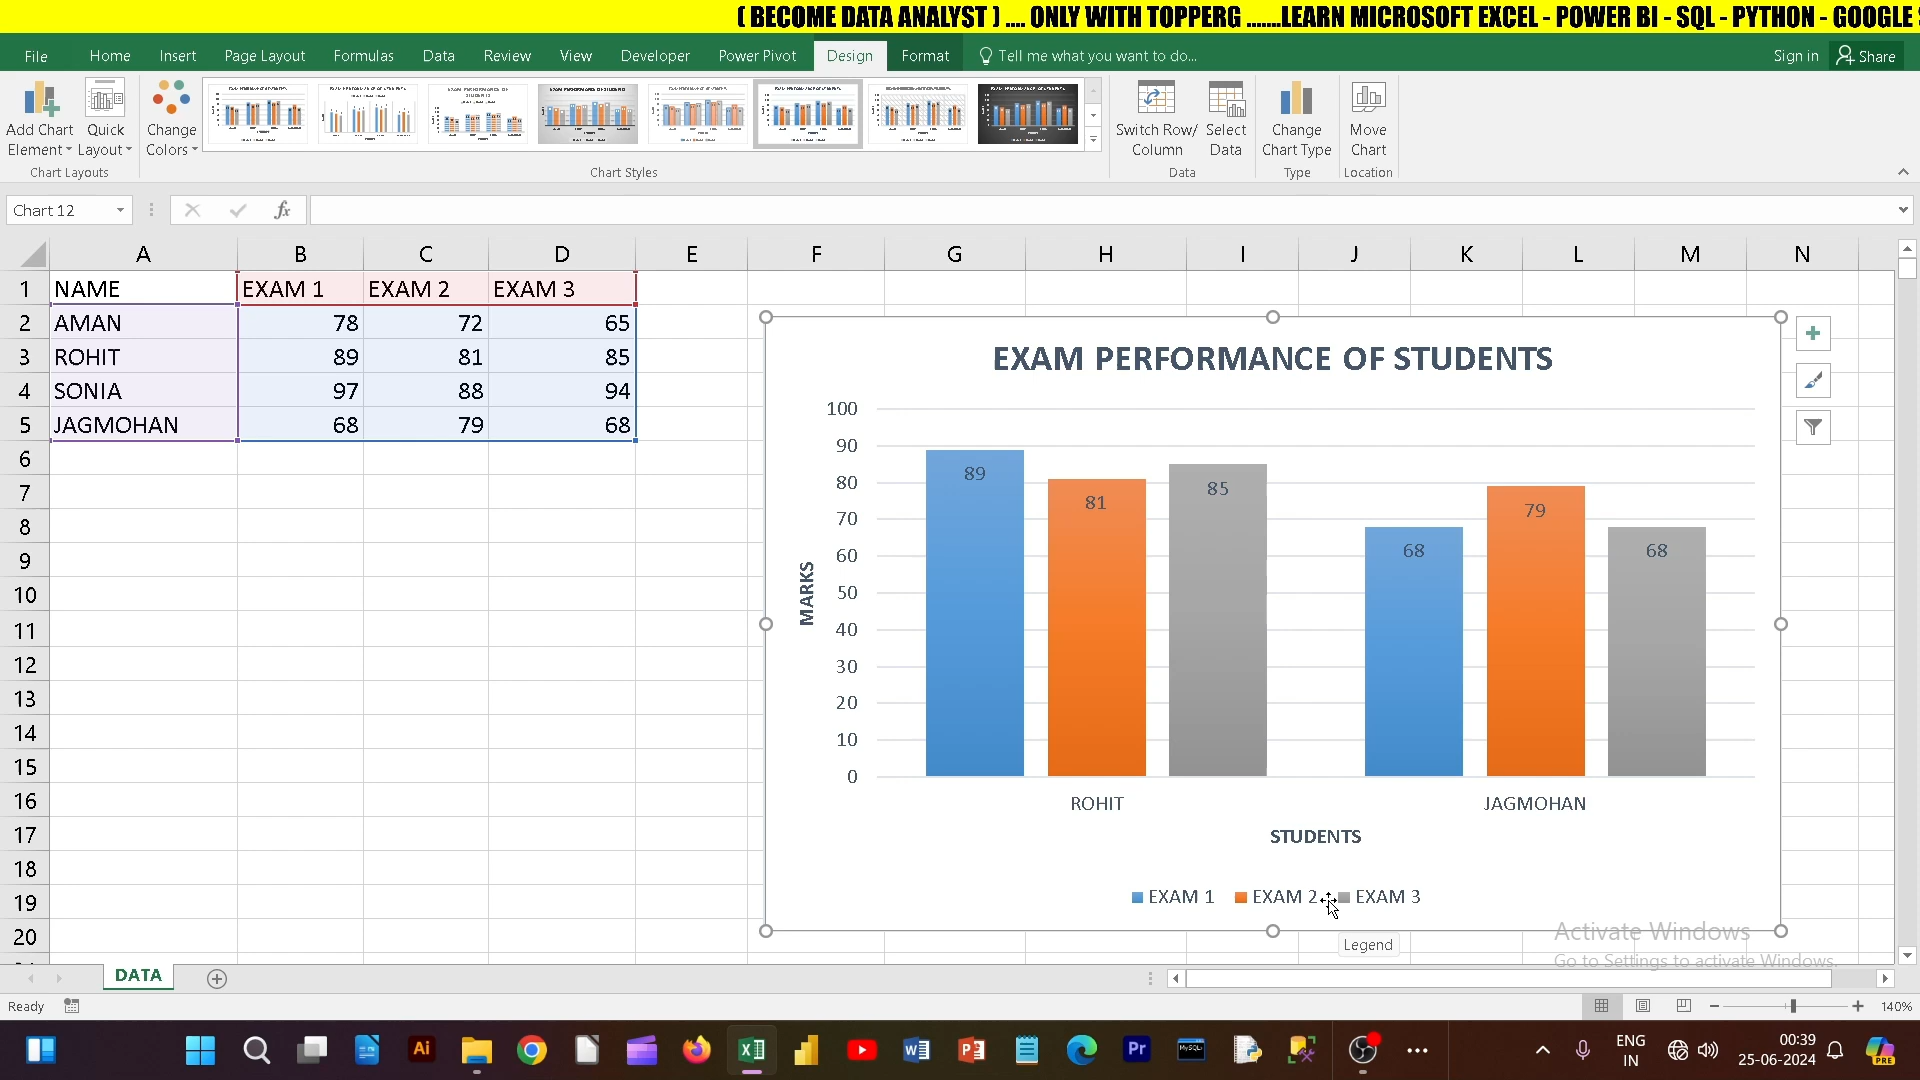 ( BECOME DATA ANALYST ) .... ONLY WITH TOPPERG .......LEARN MICROSOFT EXCEL - POWER BI - SQL - PYTHON - GOOGLE
File Home Insert Page Layout Formulas Data Review View Developer Power Pivot Design Format Tell me what you want to do... Sign in Share
Add Chart Element Quick Layout Change Colors Switch Row/ Column Select Data Change Chart Type Move Chart
Chart Layouts Chart Styles Data Type Location
Chart 12 fx
A B C D E F G H I J K L M N
1 NAME EXAM 1 EXAM 2 EXAM 3
2 AMAN 78 72 65
3 ROHIT 89 81 85
4 SONIA 97 88 94
5 JAGMOHAN 68 79 68
6
7
8
9
10
11
12
13
14
15
16
17
18
19
20
EXAM PERFORMANCE OF STUDENTS
100
90
80
70
60
50
40
30
20
10
0
MARKS
89 81 85 68 79 68
ROHIT JAGMOHAN
STUDENTS
EXAM 1 EXAM 2 EXAM 3
Legend
Activate Windows
Go to Settings to activate Windows.
DATA
Ready 140%
Ai Pr MySQL PRE
ENG
IN
00:39
25-06-2024